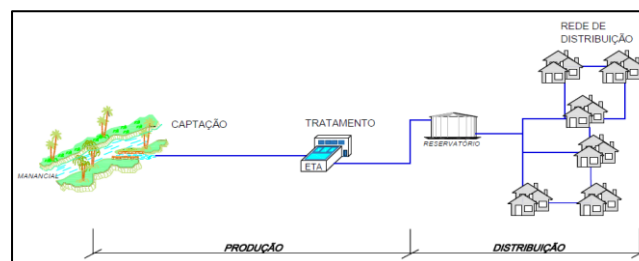 REDE DE
DISTRIBUIÇÃO
CAPTAÇÃO
TRATAMENTO
RESERVATÓRIO
ETA
MANANCIAL
PRODUÇÃO
DISTRIBUIÇÃO